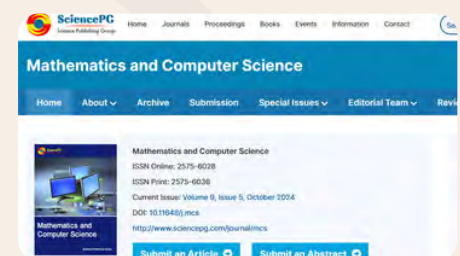 SciencePG
Science Publishing Group
Home Journals Proceedings Books Events Information Contact
Mathematics and Computer Science
Home About Archive Submission Special Issues Editorial Team
Mathematics and Computer Science
ISSN Online: 2575-6028
ISSN Print: 2575-6036
Current Issue: Volume 9, Issue 5, October 2024
DOI: 10.11648/j.mcs
http://www.sciencepg.com/journal/mcs
Submit an Article
Submit an Abstract
Mathematics and
Computer Science